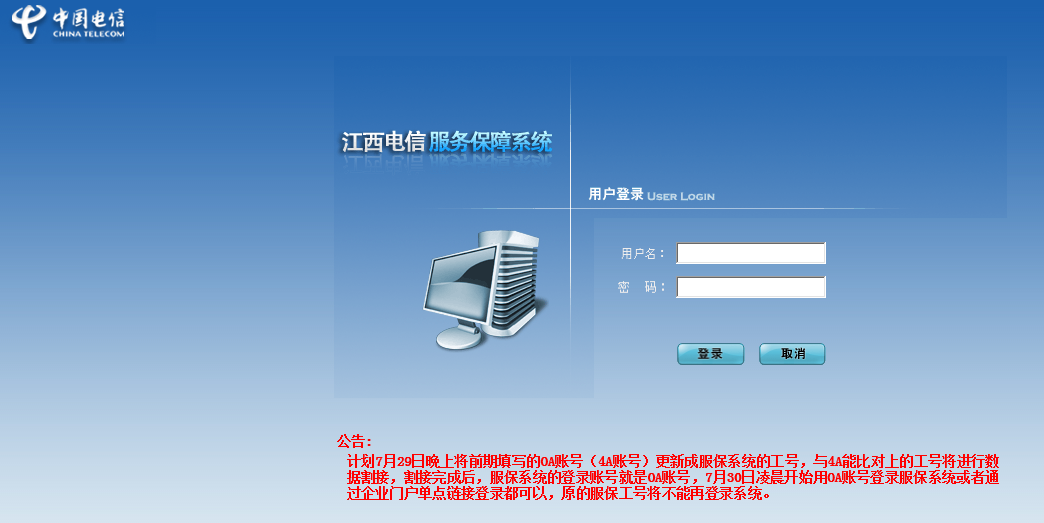 中国电信
CHINA TELECOM
江西电信服务保障系统
用户登录 USER LOGIN
用户名：
密 码：
登录 取消
公告：
计划7月29日晚上将前期填写的OA账号（4A账号）更新成服保系统的工号，与4A能比对上的工号将进行数
据割接，割接完成后，服保系统的登录账号就是OA账号，7月30日凌晨开始用OA账号登录服保系统或者通
过企业门户单点链接登录都可以，原的服保工号将不能再登录系统。